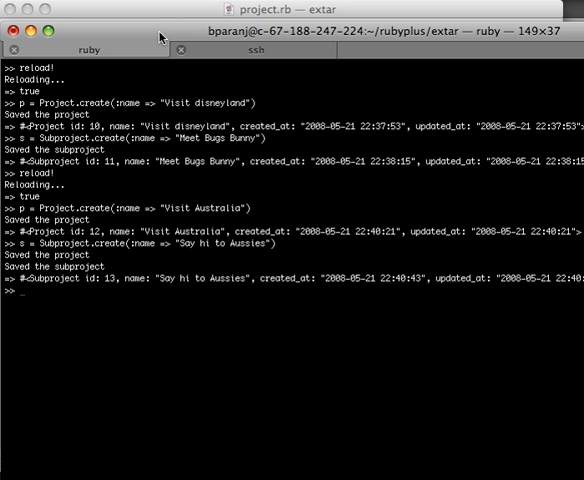 project.rb — extar
bparanj@c-67-188-247-224:~/rubyplus/extar — ruby — 149×37
ruby ssh
>> reload!
Reloading...
=> true
>> p = Project.create(:name => "Visit disneyland")
Saved the project
=> #<Project id: 10, name: "Visit disneyland", created_at: "2008-05-21 22:37:53", updated_at: "2008-05-21 22:37:53">
>> s = Subproject.create(:name => "Meet Bugs Bunny")
Saved the subproject
=> #<Subproject id: 11, name: "Meet Bugs Bunny", created_at: "2008-05-21 22:38:15", updated_at: "2008-05-21 22:38:15
>> reload!
Reloading...
=> true
>> p = Project.create(:name => "Visit Australia")
Saved the project
=> #<Project id: 12, name: "Visit Australia", created_at: "2008-05-21 22:40:21", updated_at: "2008-05-21 22:40:21">
>> s = Subproject.create(:name => "Say hi to Aussies")
Saved the project
Saved the subproject
=> #<Subproject id: 13, name: "Say hi to Aussies", created_at: "2008-05-21 22:40:43", updated_at: "2008-05-21 22:40:
>> _